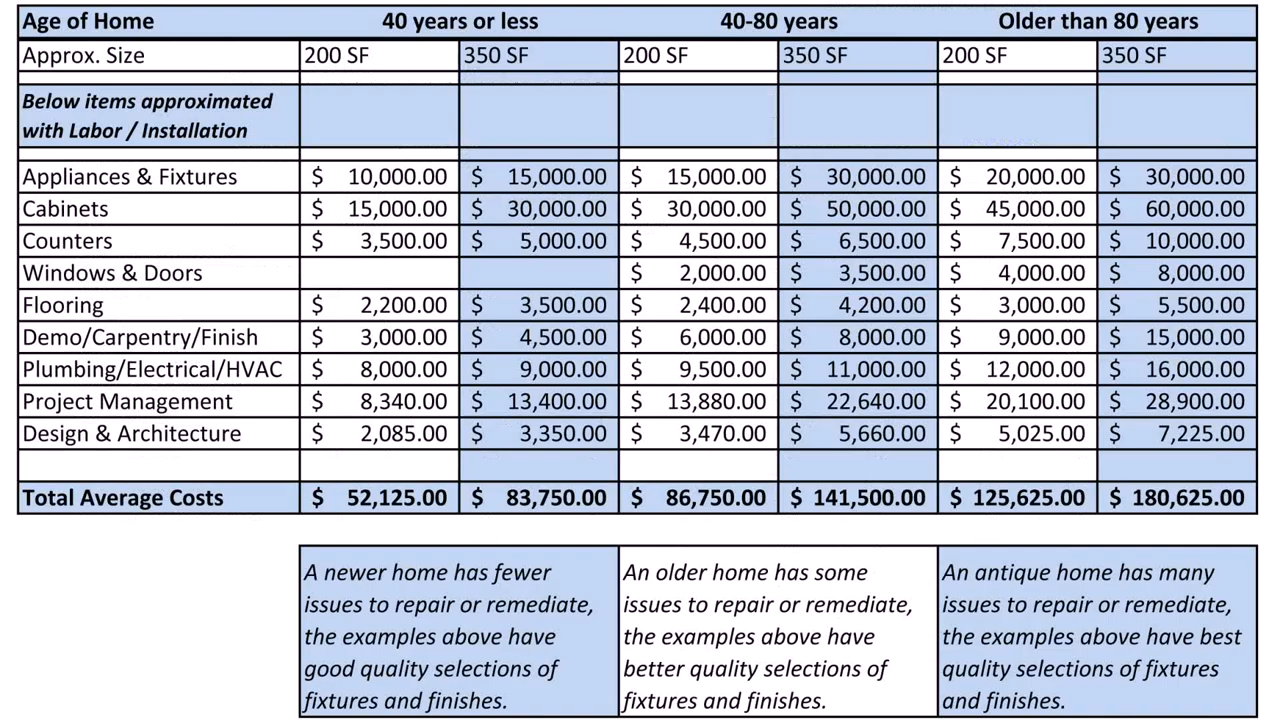 Age of Home 40 years or less 40-80 years Older than 80 years
Approx. Size 200 SF 350 SF 200 SF 350 SF 200 SF 350 SF
Below items approximated
with Labor / Installation
Appliances & Fixtures $ 10,000.00 $ 15,000.00 $ 15,000.00 $ 30,000.00 $ 20,000.00 $ 30,000.00
Cabinets $ 15,000.00 $ 30,000.00 $ 30,000.00 $ 50,000.00 $ 45,000.00 $ 60,000.00
Counters $ 3,500.00 $ 5,000.00 $ 4,500.00 $ 6,500.00 $ 7,500.00 $ 10,000.00
Windows & Doors $ 2,000.00 $ 3,500.00 $ 4,000.00 $ 8,000.00
Flooring $ 2,200.00 $ 3,500.00 $ 2,400.00 $ 4,200.00 $ 3,000.00 $ 5,500.00
Demo/Carpentry/Finish $ 3,000.00 $ 4,500.00 $ 6,000.00 $ 8,000.00 $ 9,000.00 $ 15,000.00
Plumbing/Electrical/HVAC $ 8,000.00 $ 9,000.00 $ 9,500.00 $ 11,000.00 $ 12,000.00 $ 16,000.00
Project Management $ 8,340.00 $ 13,400.00 $ 13,880.00 $ 22,640.00 $ 20,100.00 $ 28,900.00
Design & Architecture $ 2,085.00 $ 3,350.00 $ 3,470.00 $ 5,660.00 $ 5,025.00 $ 7,225.00
Total Average Costs $ 52,125.00 $ 83,750.00 $ 86,750.00 $ 141,500.00 $ 125,625.00 $ 180,625.00
A newer home has fewer
issues to repair or remediate,
the examples above have
good quality selections of
fixtures and finishes.
An older home has some
issues to repair or remediate,
the examples above have
better quality selections of
fixtures and finishes.
An antique home has many
issues to repair or remediate,
the examples above have best
quality selections of fixtures
and finishes.